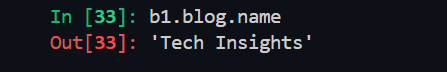 In [33]: b1.blog.name
Out[33]: 'Tech Insights'